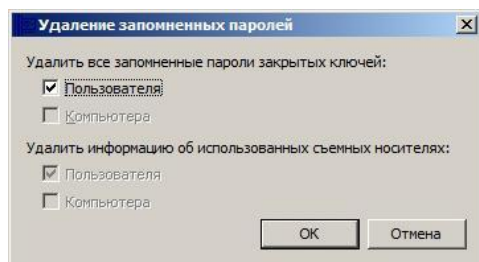 Удаление запомненных паролей
Удалить все запомненные пароли закрытых ключей:
Пользователя
Компьютера
Удалить информацию об использованных съемных носителях:
Пользователя
Компьютера
ОК Отмена